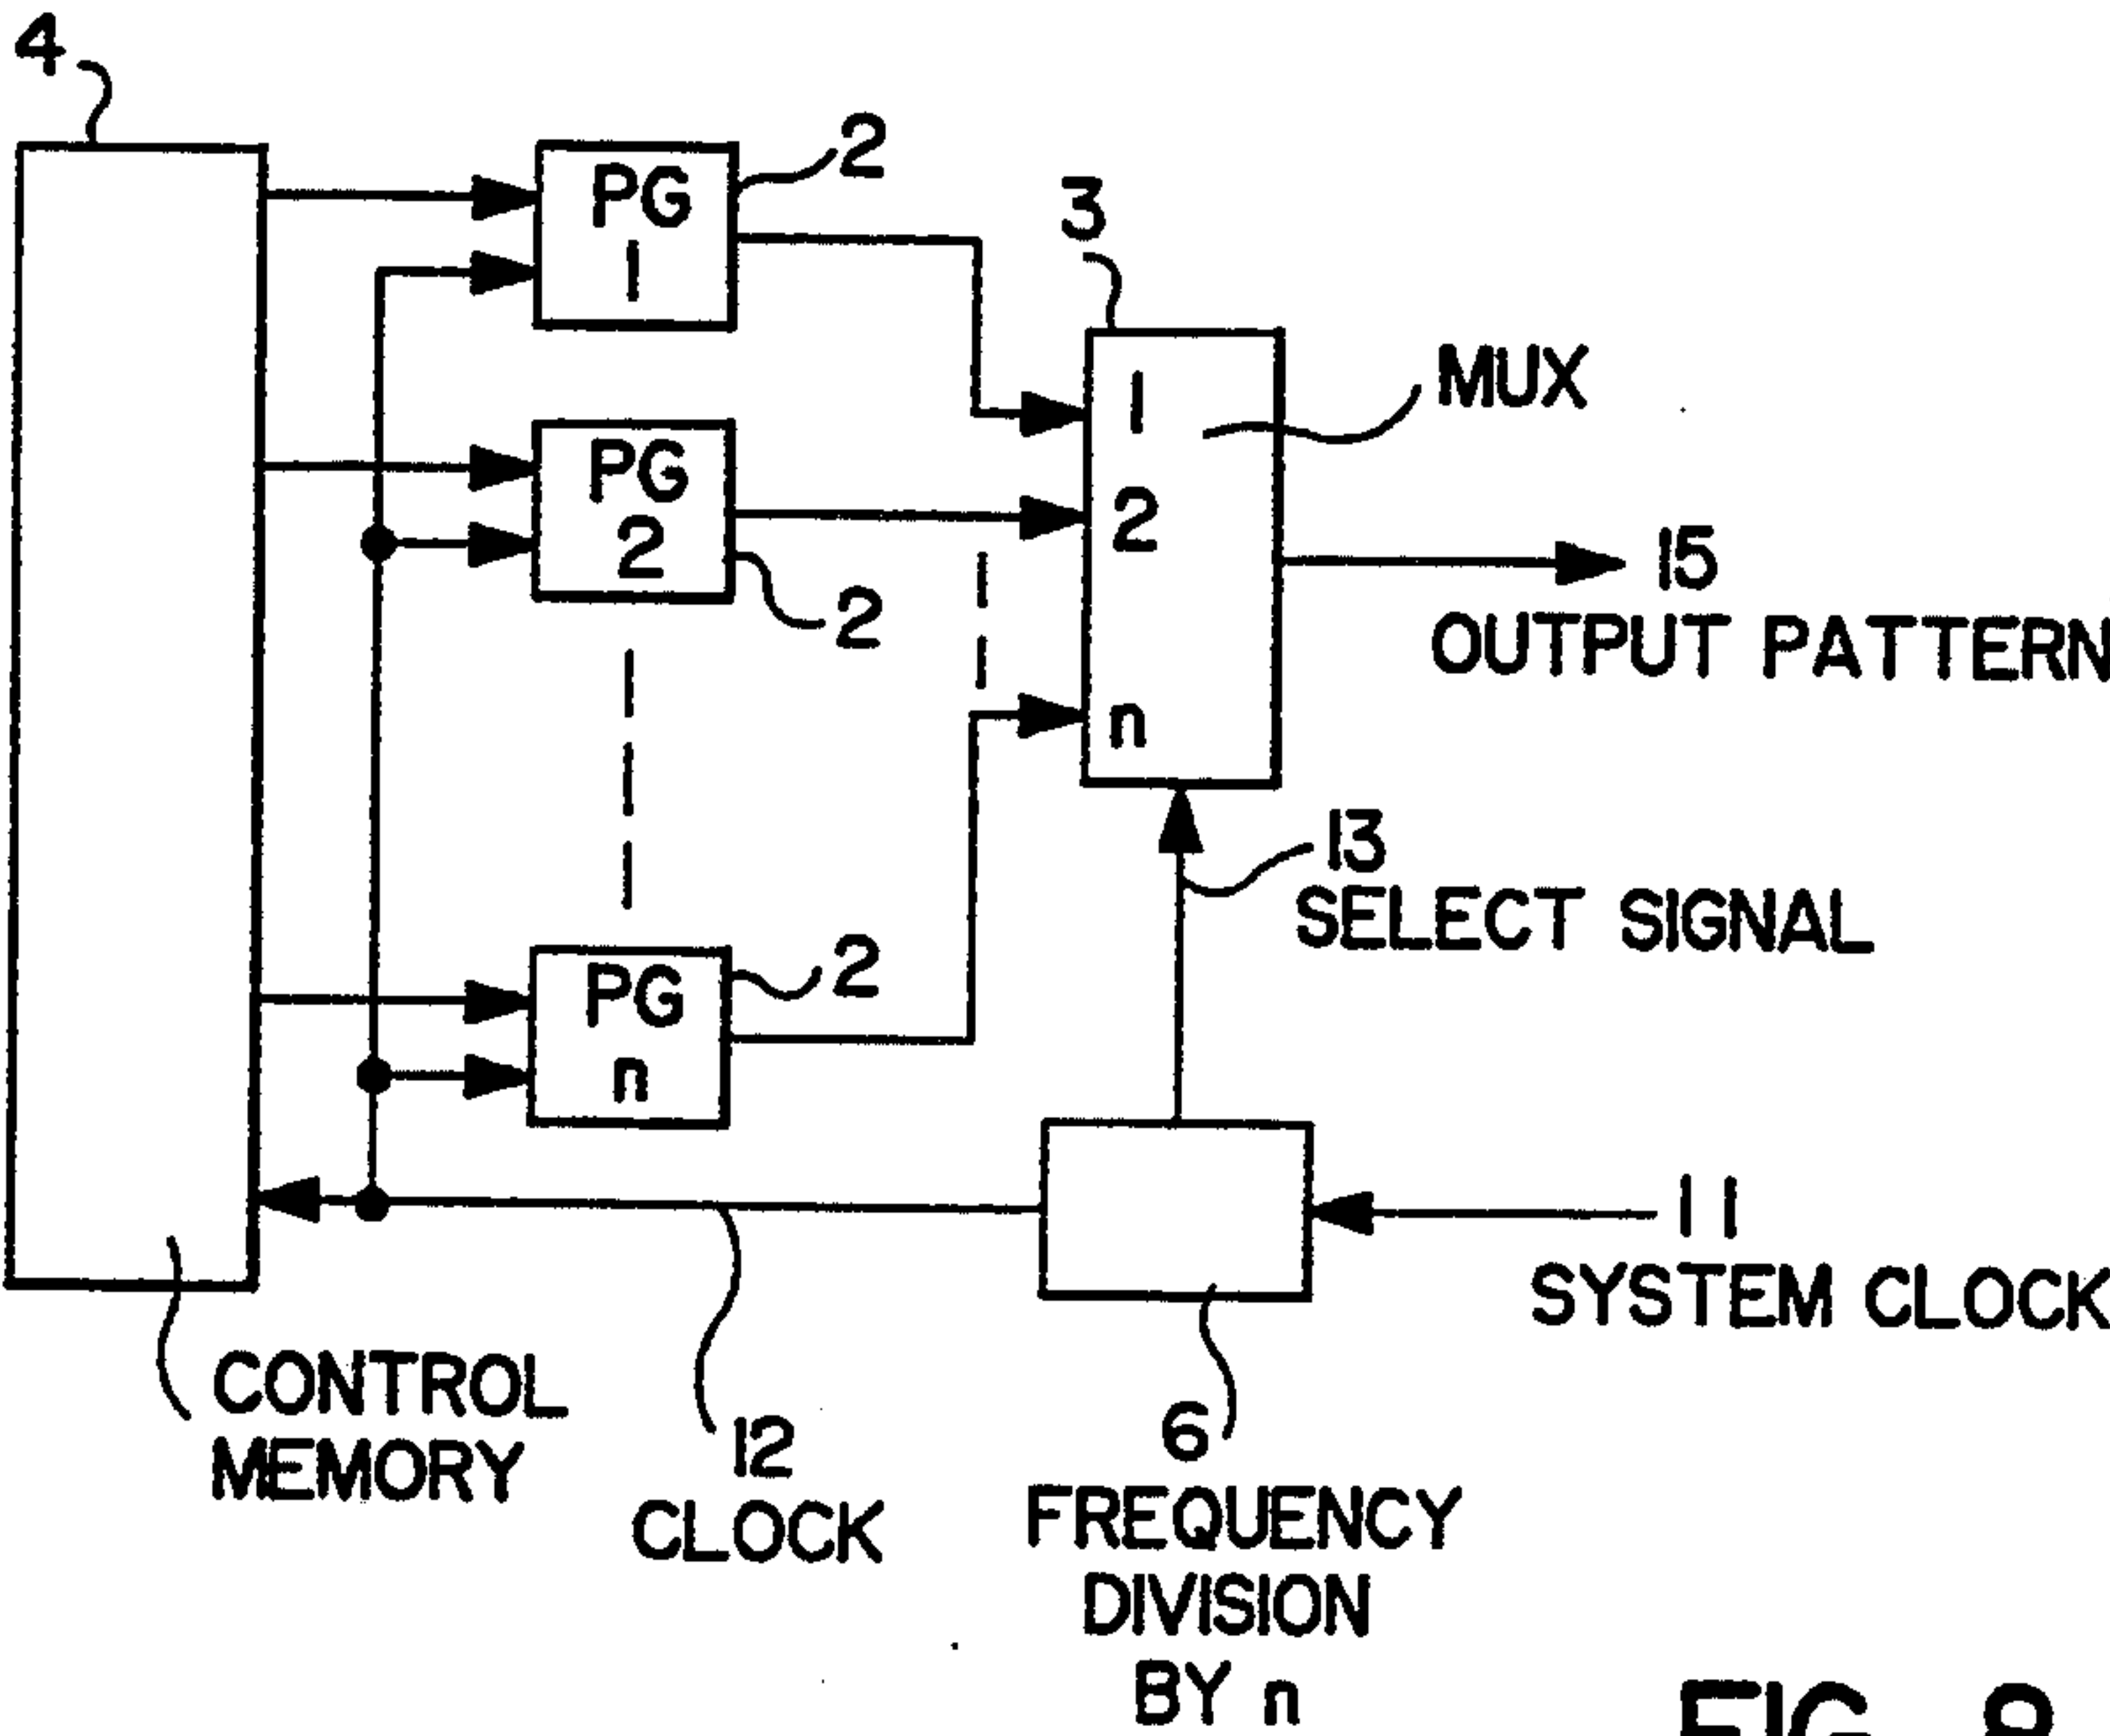 4
PG
1
2
3
MUX
1
PG
2
2
2
15
OUTPUT PATTERN
n
13
SELECT SIGNAL
PG
n
2
11
SYSTEM CLOCK
CONTROL
MEMORY
12
CLOCK
6
FREQUENCY
DIVISION
BY n